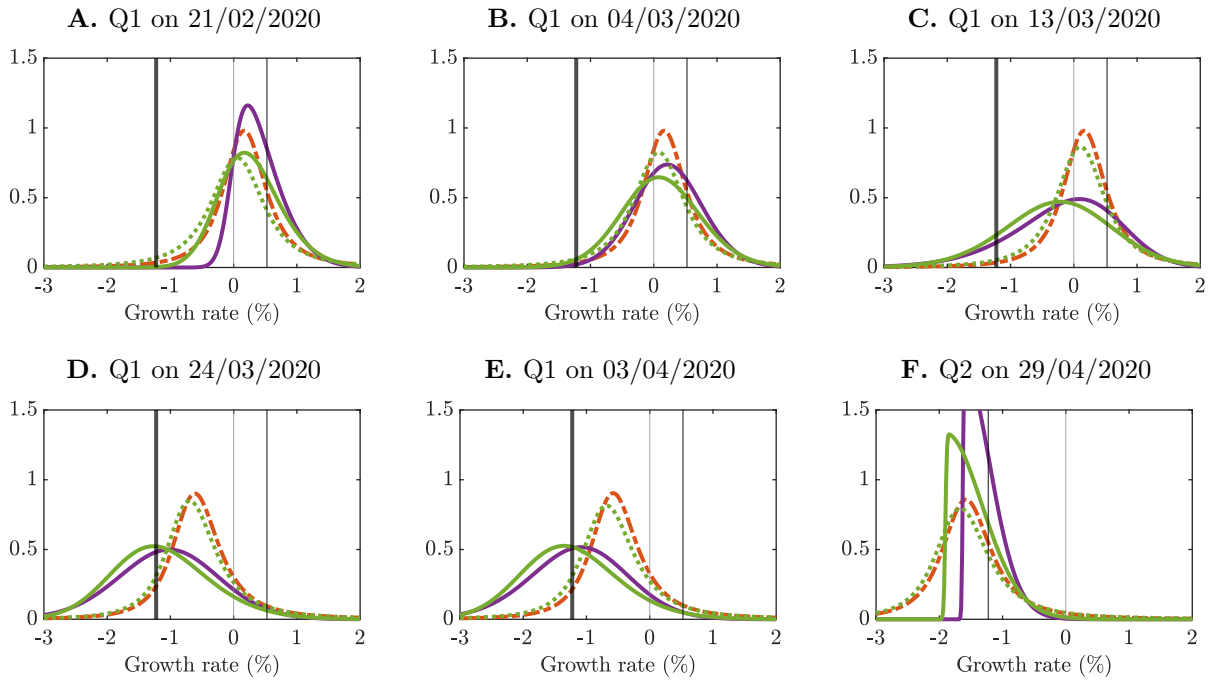 A. Q1 on 21/02/2020
B. Q1 on 04/03/2020
C. Q1 on 13/03/2020
1.5
1
0.5
0
-3 -2 -1 0 1 2
Growth rate (%)
1.5
1
0.5
0
-3 -2 -1 0 1 2
Growth rate (%)
1.5
1
0.5
0
-3 -2 -1 0 1 2
Growth rate (%)
D. Q1 on 24/03/2020
E. Q1 on 03/04/2020
F. Q2 on 29/04/2020
1.5
1
0.5
0
-3 -2 -1 0 1 2
Growth rate (%)
1.5
1
0.5
0
-3 -2 -1 0 1 2
Growth rate (%)
1.5
1
0.5
0
-3 -2 -1 0 1 2
Growth rate (%)